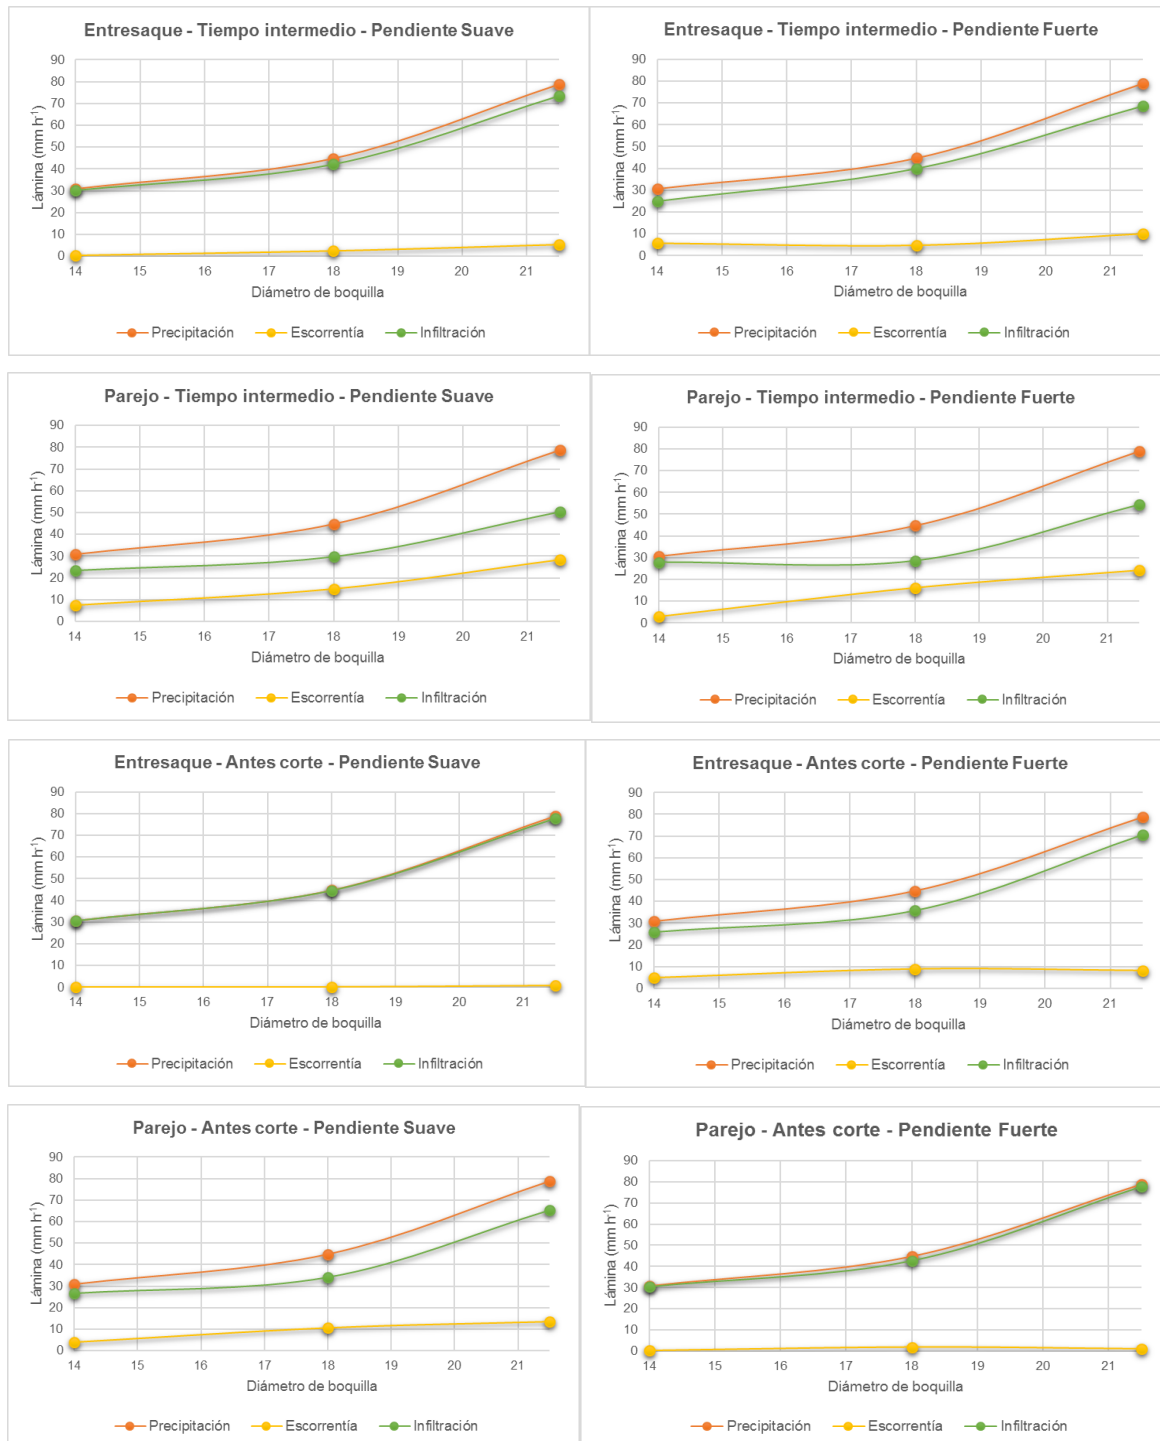 Entresaque - Tiempo intermedio - Pendiente Suave
90
80
70
60
50
40
30
20
10
0
Lámina (mm h⁻¹)
14 15 16 17 18 19 20 21
Diámetro de boquilla
Precipitación Escorrentía Infiltración
Entresaque - Tiempo intermedio - Pendiente Fuerte
90
80
70
60
50
40
30
20
10
0
Lámina (mm h⁻¹)
14 15 16 17 18 19 20 21
Diámetro de boquilla
Precipitación Escorrentía Infiltración
Parejo - Tiempo intermedio - Pendiente Suave
90
80
70
60
50
40
30
20
10
0
Lámina (mm h⁻¹)
14 15 16 17 18 19 20 21
Diámetro de boquilla
Precipitación Escorrentía Infiltración
Parejo - Tiempo intermedio - Pendiente Fuerte
90
80
70
60
50
40
30
20
10
0
Lámina (mm h⁻¹)
14 15 16 17 18 19 20 21
Diámetro de boquilla
Precipitación Escorrentía Infiltración
Entresaque - Antes corte - Pendiente Suave
90
80
70
60
50
40
30
20
10
0
Lámina (mm h⁻¹)
14 15 16 17 18 19 20 21
Diámetro de boquilla
Precipitación Escorrentía Infiltración
Entresaque - Antes corte - Pendiente Fuerte
90
80
70
60
50
40
30
20
10
0
Lámina (mm h⁻¹)
14 15 16 17 18 19 20 21
Diámetro de boquilla
Precipitación Escorrentía Infiltración
Parejo - Antes corte - Pendiente Suave
90
80
70
60
50
40
30
20
10
0
Lámina (mm h⁻¹)
14 15 16 17 18 19 20 21
Diámetro de boquilla
Precipitación Escorrentía Infiltración
Parejo - Antes corte - Pendiente Fuerte
90
80
70
60
50
40
30
20
10
0
Lámina (mm h⁻¹)
14 15 16 17 18 19 20 21
Diámetro de boquilla
Precipitación Escorrentía Infiltración